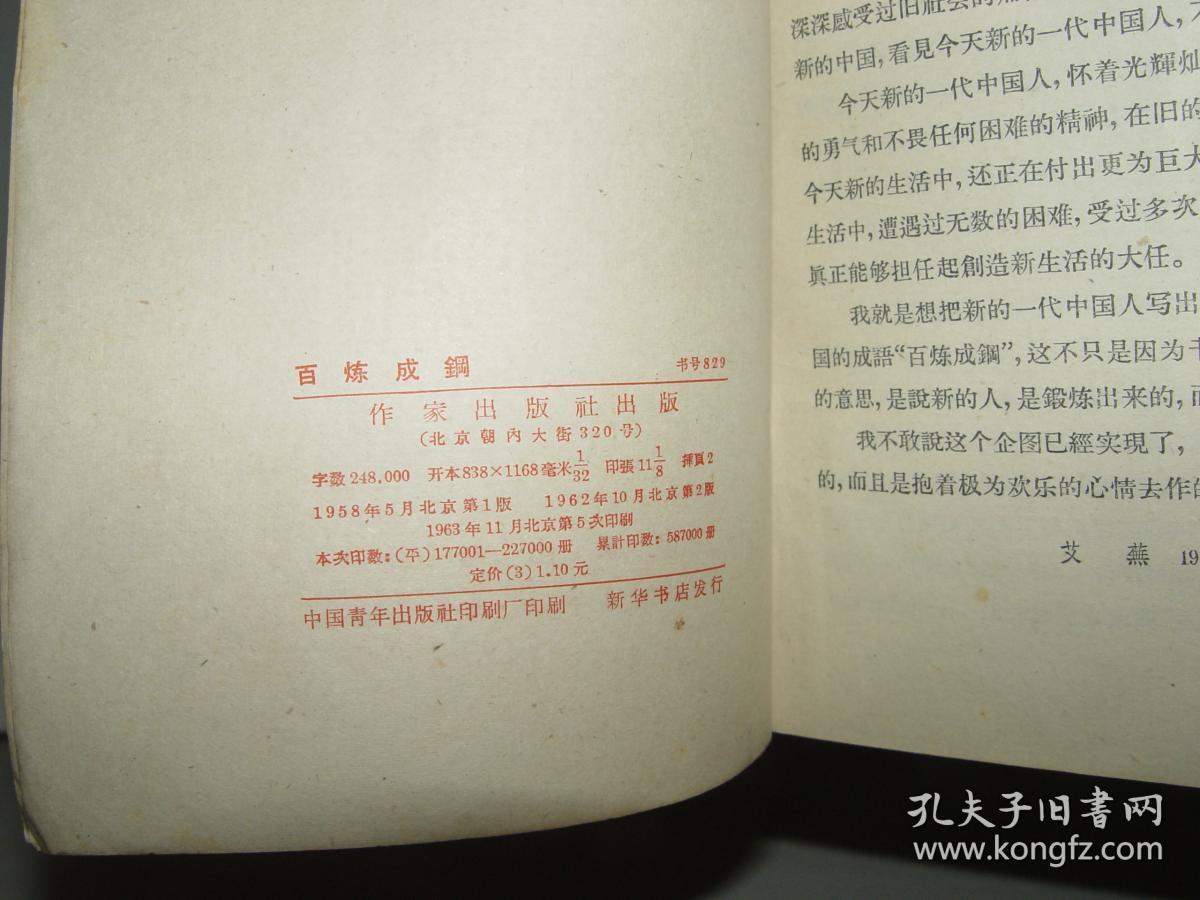 百炼成鋼 书号829
作家出版社出版
(北京朝內大街320号)
字数248,000 开本838×1168毫米1/32 印張11 1/8 挿頁2
1958年5月北京第1版 1962年10月北京第2版
1963年11月北京第5次印刷
本次印数:(平)177001—227000册 累計印数:587000册
定价(3)1.10元
中国靑年出版社印刷厂印刷 新华书店发行
深深感受过旧社会的
新的中国,看見今天新的一代中国人,
今天新的一代中国人,怀着光輝灿
的勇气和不畏任何困难的精神,在旧的
今天新的生活中,还正在付出更为巨大
生活中,遭遇过无数的困难,受过多次
眞正能够担任起創造新生活的大任。
我就是想把新的一代中国人写出
国的成語“百炼成鋼”,这不只是因为
的意思,是說新的人,是鍛炼出来的,
我不敢說这个企图已經实現了,
的,而且是抱着极为欢乐的心情去作的
艾蕪 19
孔夫子旧书网
www.kongfz.com